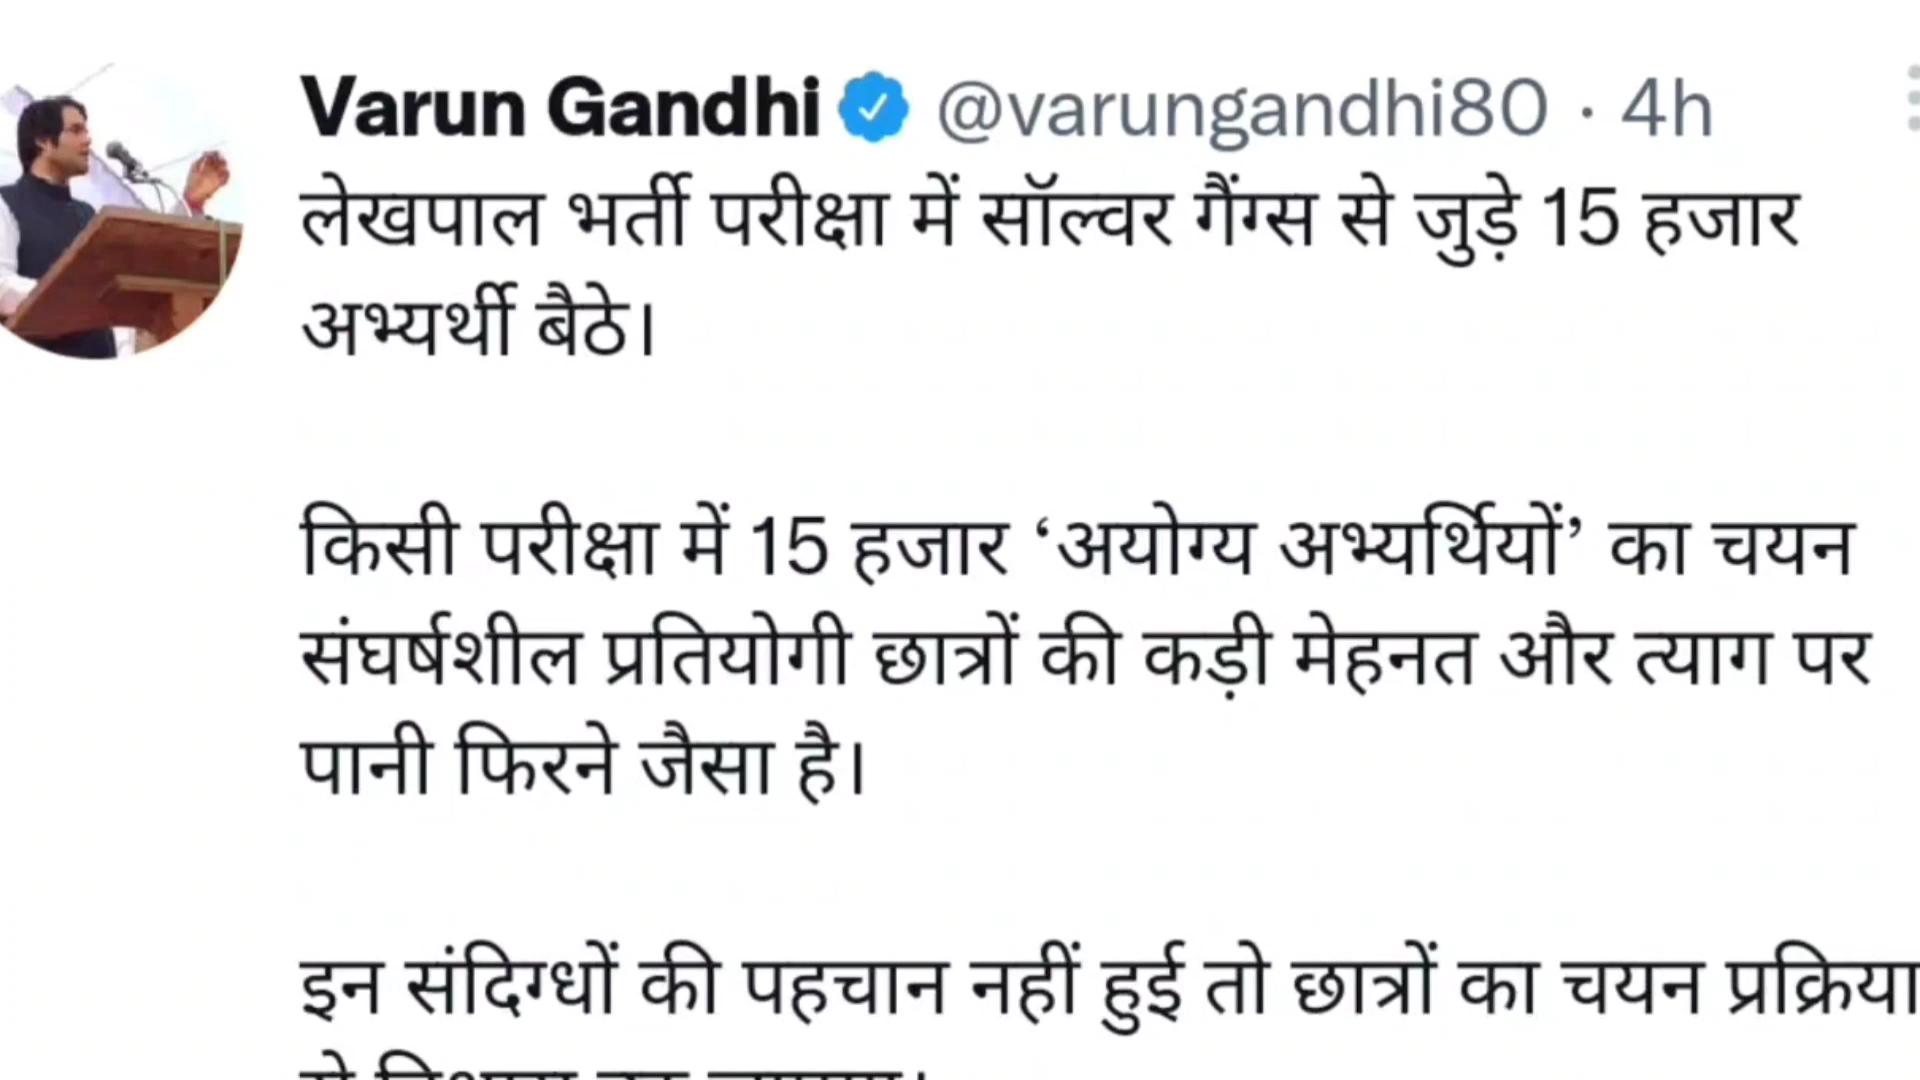 Varun Gandhi @varungandhi80 · 4h
लेखपाल भर्ती परीक्षा में सॉल्वर गैंग्स से जुड़े 15 हजार
अभ्यर्थी बैठे।
किसी परीक्षा में 15 हजार ‘अयोग्य अभ्यर्थियों’ का चयन
संघर्षशील प्रतियोगी छात्रों की कड़ी मेहनत और त्याग पर
पानी फिरने जैसा है।
इन संदिग्धों की पहचान नहीं हुई तो छात्रों का चयन प्रक्रिया